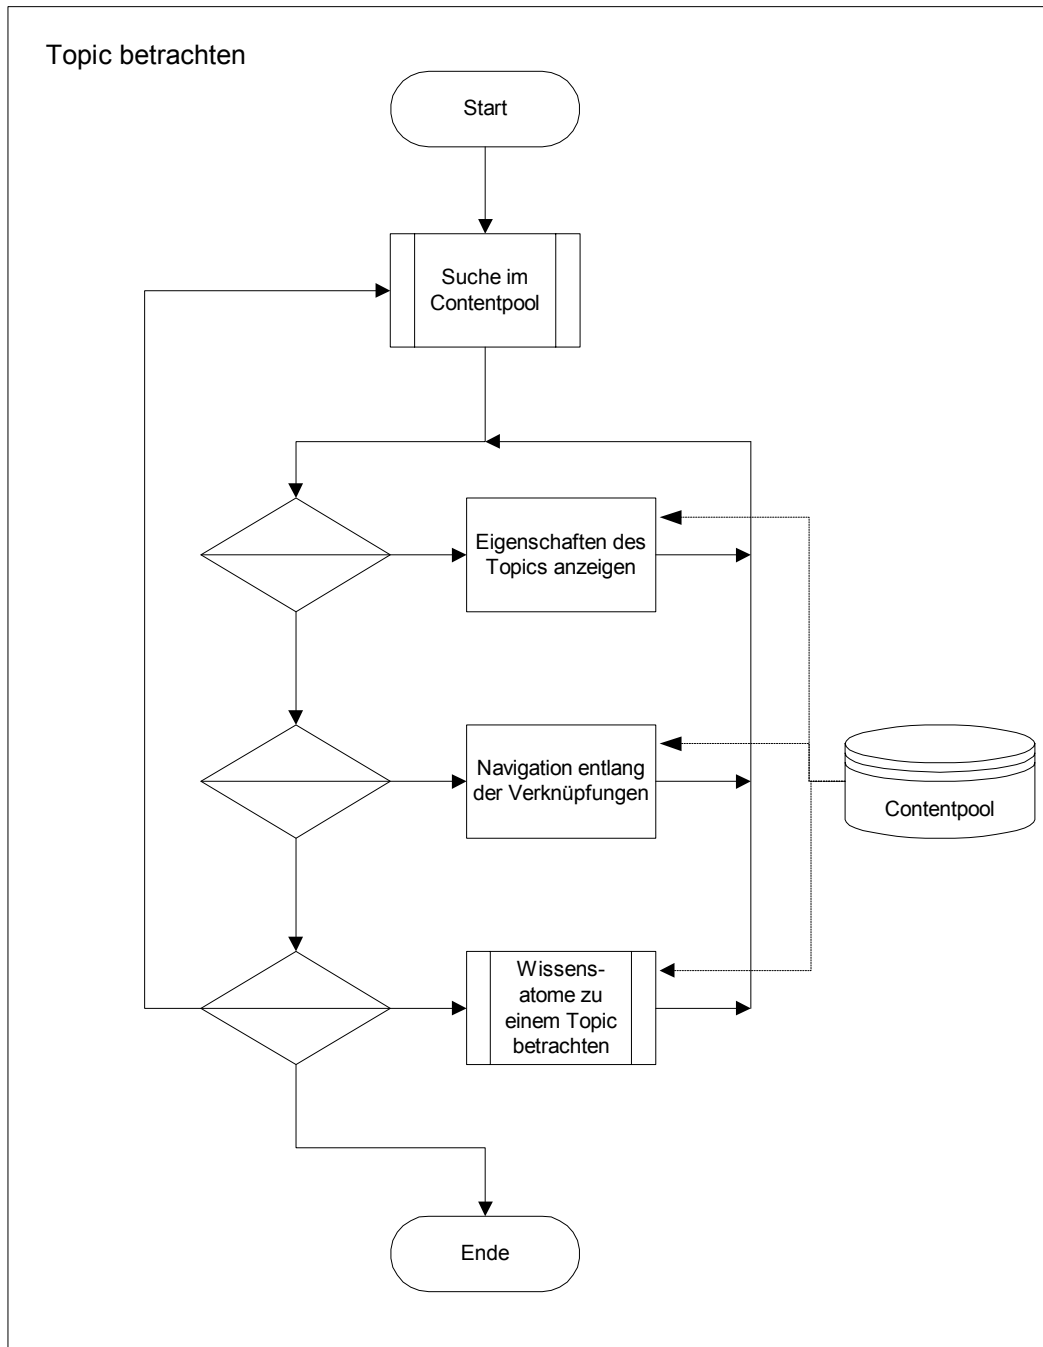 Topic betrachten
Start
Suche im
Contentpool
Eigenschaften des
Topics anzeigen
Navigation entlang
der Verknüpfungen
Contentpool
Wissens-
atome zu
einem Topic
betrachten
Ende